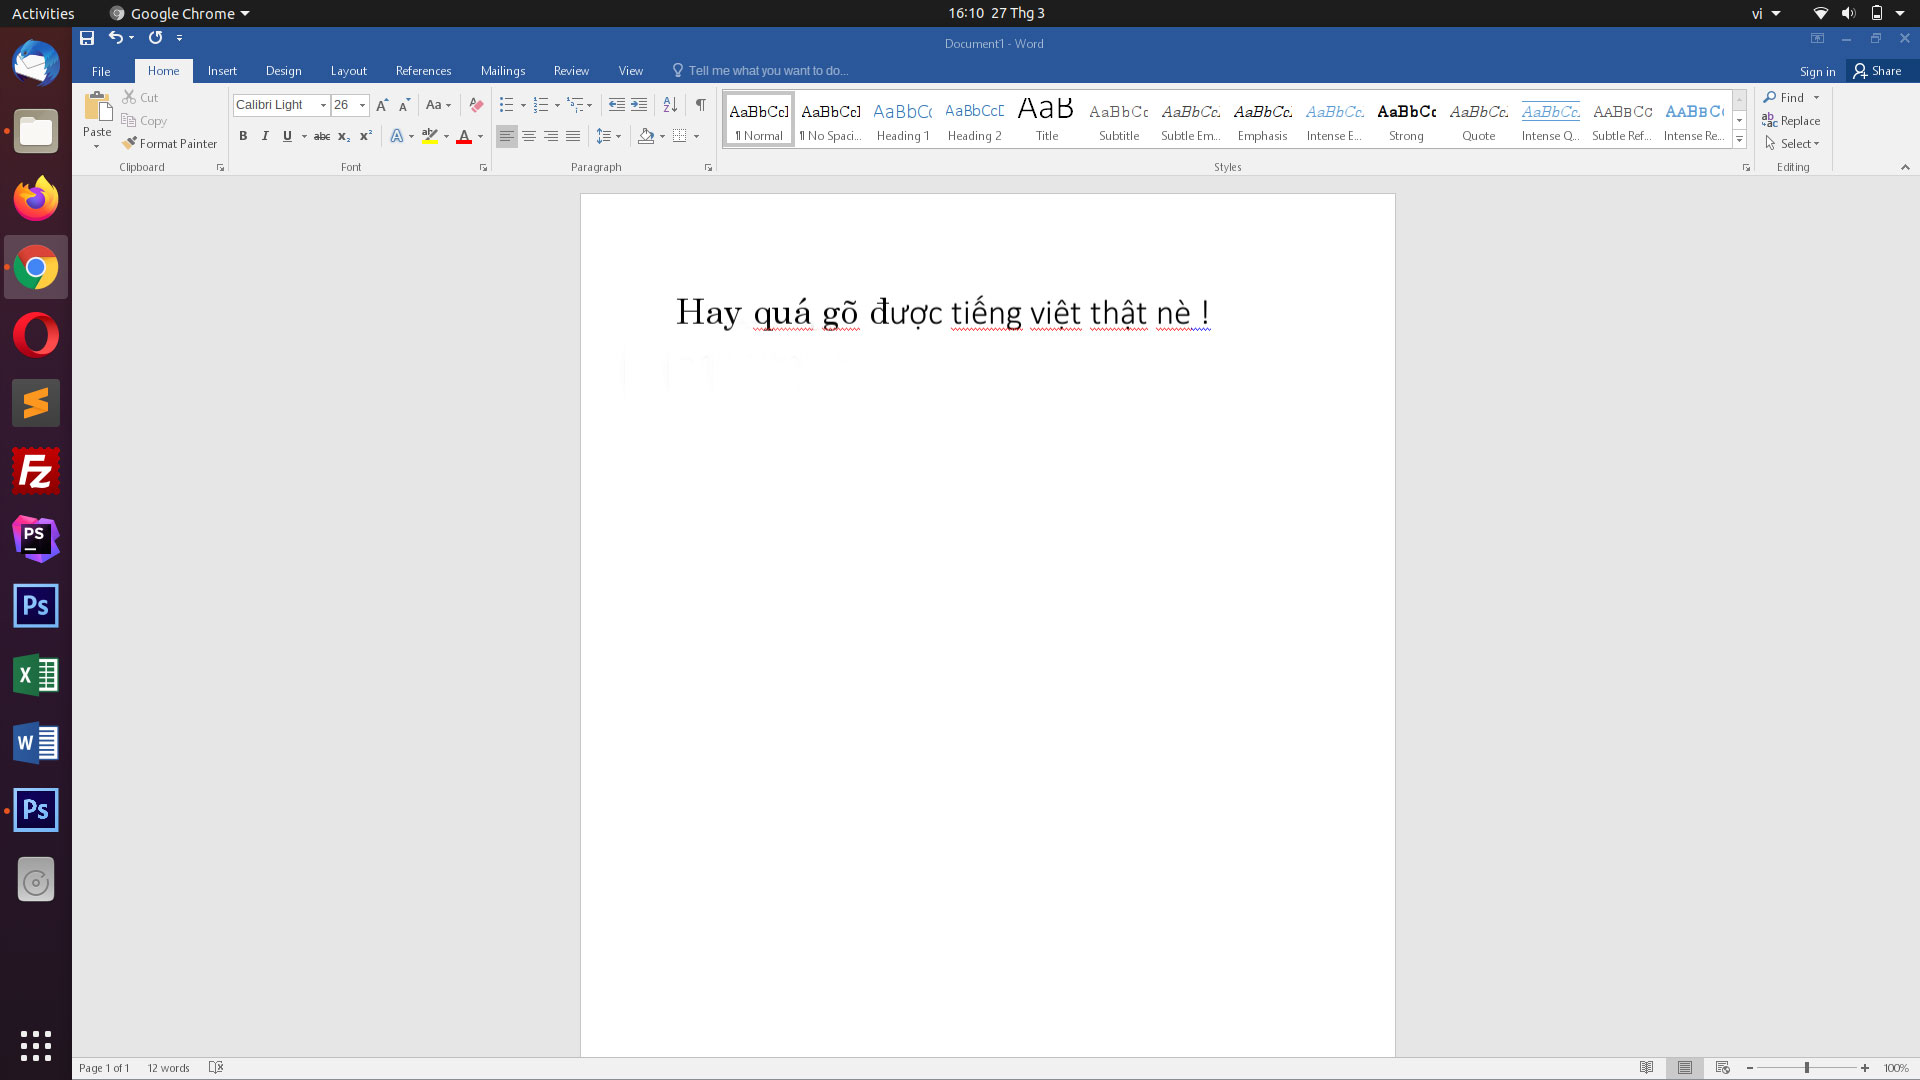 Activities Google Chrome 16:10 27 Thg 3 vi
Document1 - Word
File Home Insert Design Layout References Mailings Review View Tell me what you want to do... Sign in Share
Paste Cut Copy Format Painter
Clipboard
Calibri Light 26 Aa
B I U abc x₂ x² A ab A
Font
Paragraph
AaBbCcI AaBbCcI AaBbCc AaBbCcD AaB AaBbCc AaBbCc. AaBbCc. AaBbCc. AaBbCc AaBbCc. AaBbCc. AaBbCc AaBbCc
¶ Normal ¶ No Spaci... Heading 1 Heading 2 Title Subtitle Subtle Em... Emphasis Intense E... Strong Quote Intense Q... Subtle Ref... Intense Re...
Styles
Find
Replace
Select
Editing
Hay quá gõ được tiếng việt thật nè !
Fz
PS
Ps
X
W
Ps
Page 1 of 1 12 words 100%